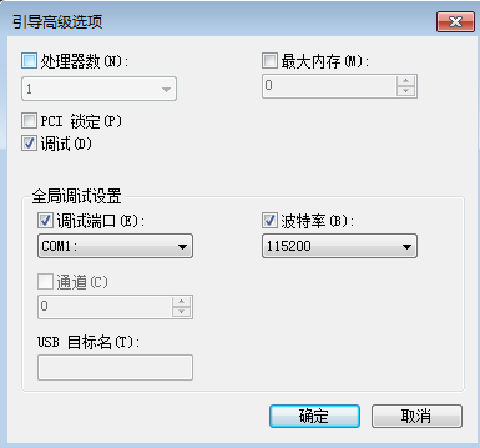 引导高级选项
处理器数(N):
最大内存(M):
1
0
PCI 锁定(P)
调试(D)
全局调试设置
调试端口(E):
波特率(B):
COM1:
115200
通道(C)
0
USB 目标名(T):
确定
取消